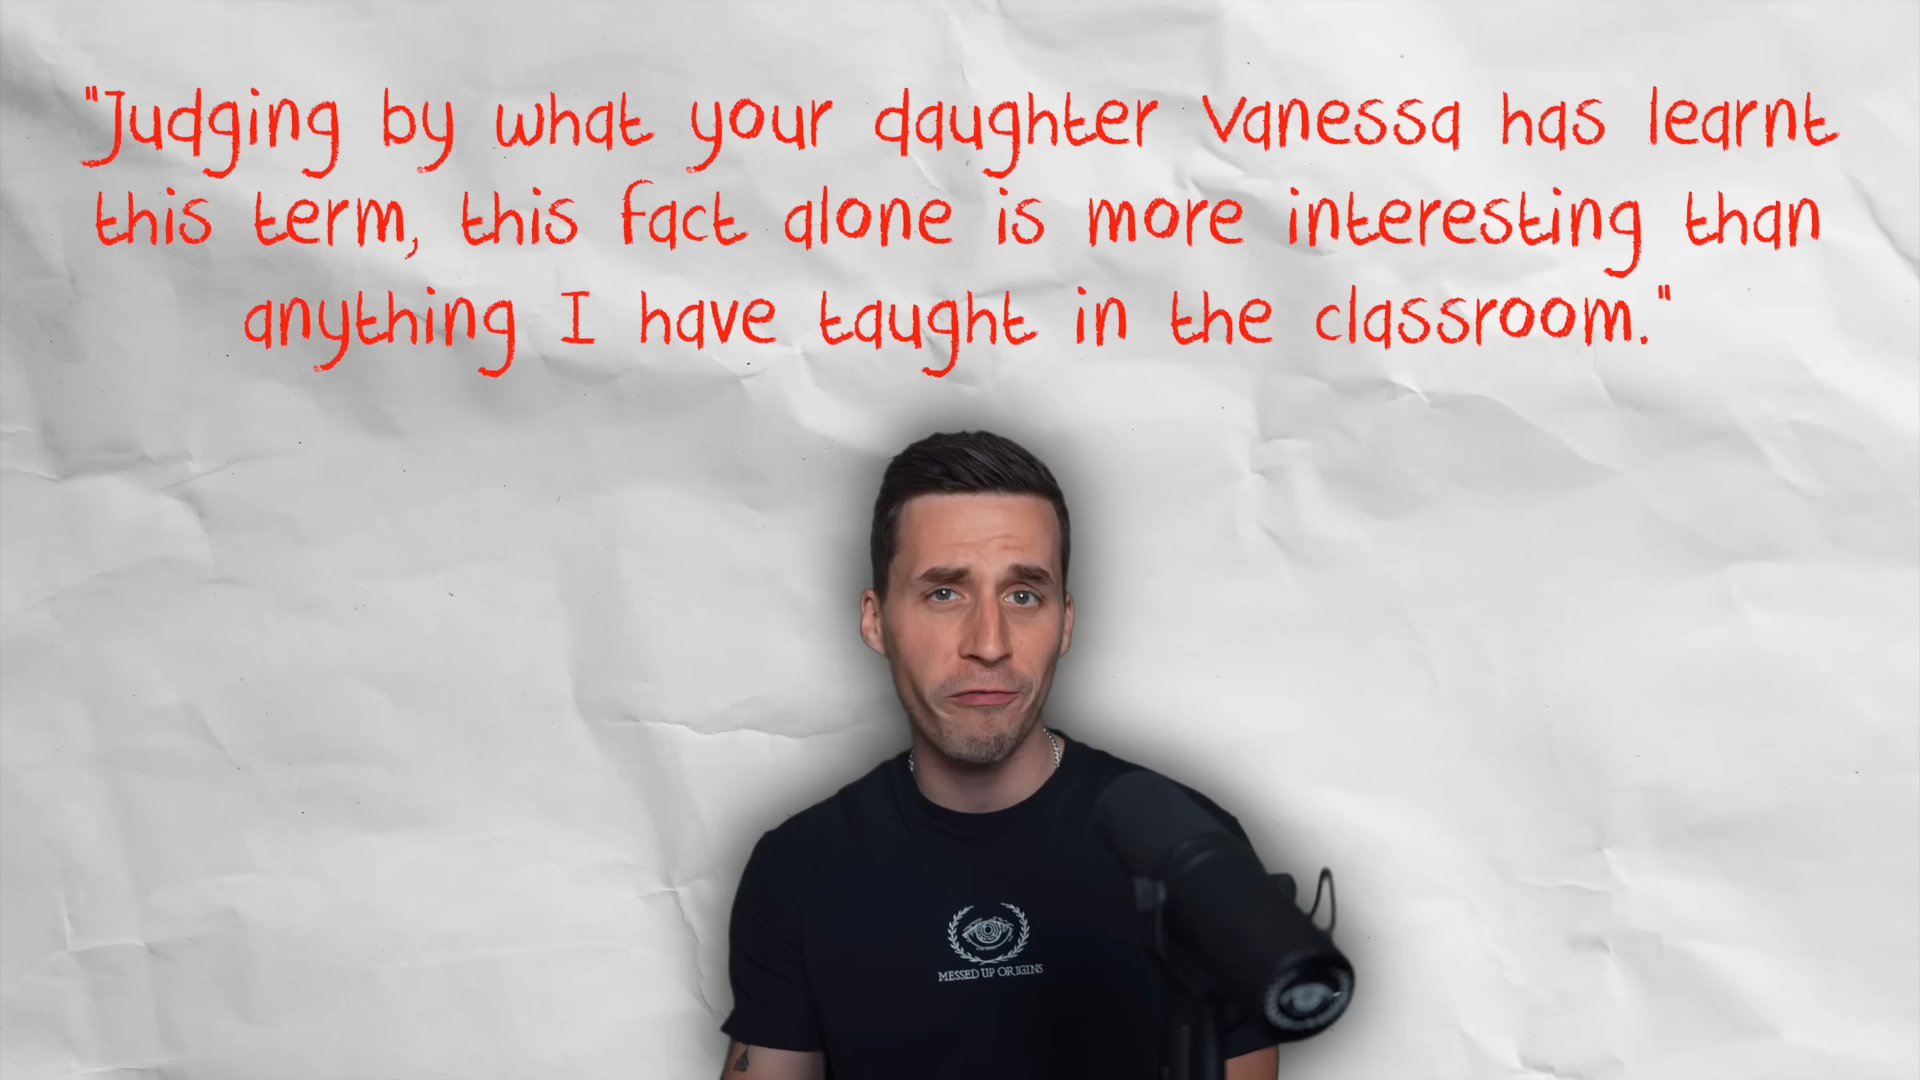 "Judging by what your daughter Vanessa has learnt
this term, this fact alone is more interesting than
anything I have taught in the classroom."
MESSED UP ORIGINS